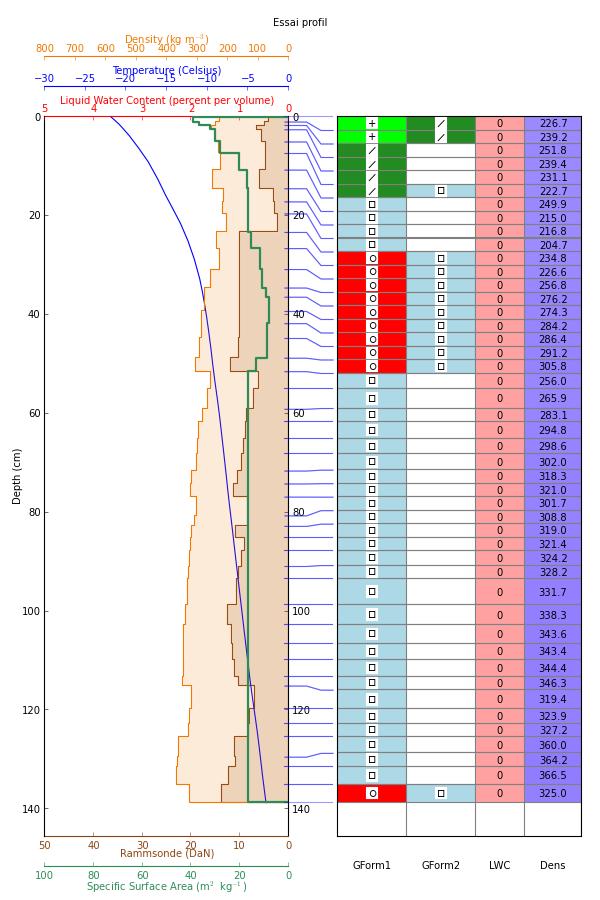 Essai profil
Density (kg m⁻³)
800 700 600 500 400 300 200 100 0
Temperature (Celsius)
−30 −25 −20 −15 −10 −5 0
Liquid Water Content (percent per volume)
5 4 3 2 1 0
0 0 + / 0 226.7
+ / 0 239.2
/ 0 251.8
/ 0 239.4
/ 0 231.1
/ 0 222.7
0 249.9
20 20 0 215.0
0 216.8
0 204.7
0 234.8
0 226.6
0 256.8
0 276.2
40 40 0 274.3
0 284.2
0 286.4
0 291.2
0 305.8
0 256.0
0 265.9
60 60 0 283.1
0 294.8
0 298.6
0 302.0
Depth (cm)
0 318.3
0 321.0
0 301.7
80 80 0 308.8
0 319.0
0 321.4
0 324.2
0 328.2
0 331.7
100 100 0 338.3
0 343.6
0 343.4
0 344.4
0 346.3
0 319.4
120 120 0 323.9
0 327.2
0 360.0
0 364.2
0 366.5
0 325.0
140 140
50 40 30 20 10 0
Rammsonde (DaN)
100 80 60 40 20 0
Specific Surface Area (m² kg⁻¹)
GForm1 GForm2 LWC Dens